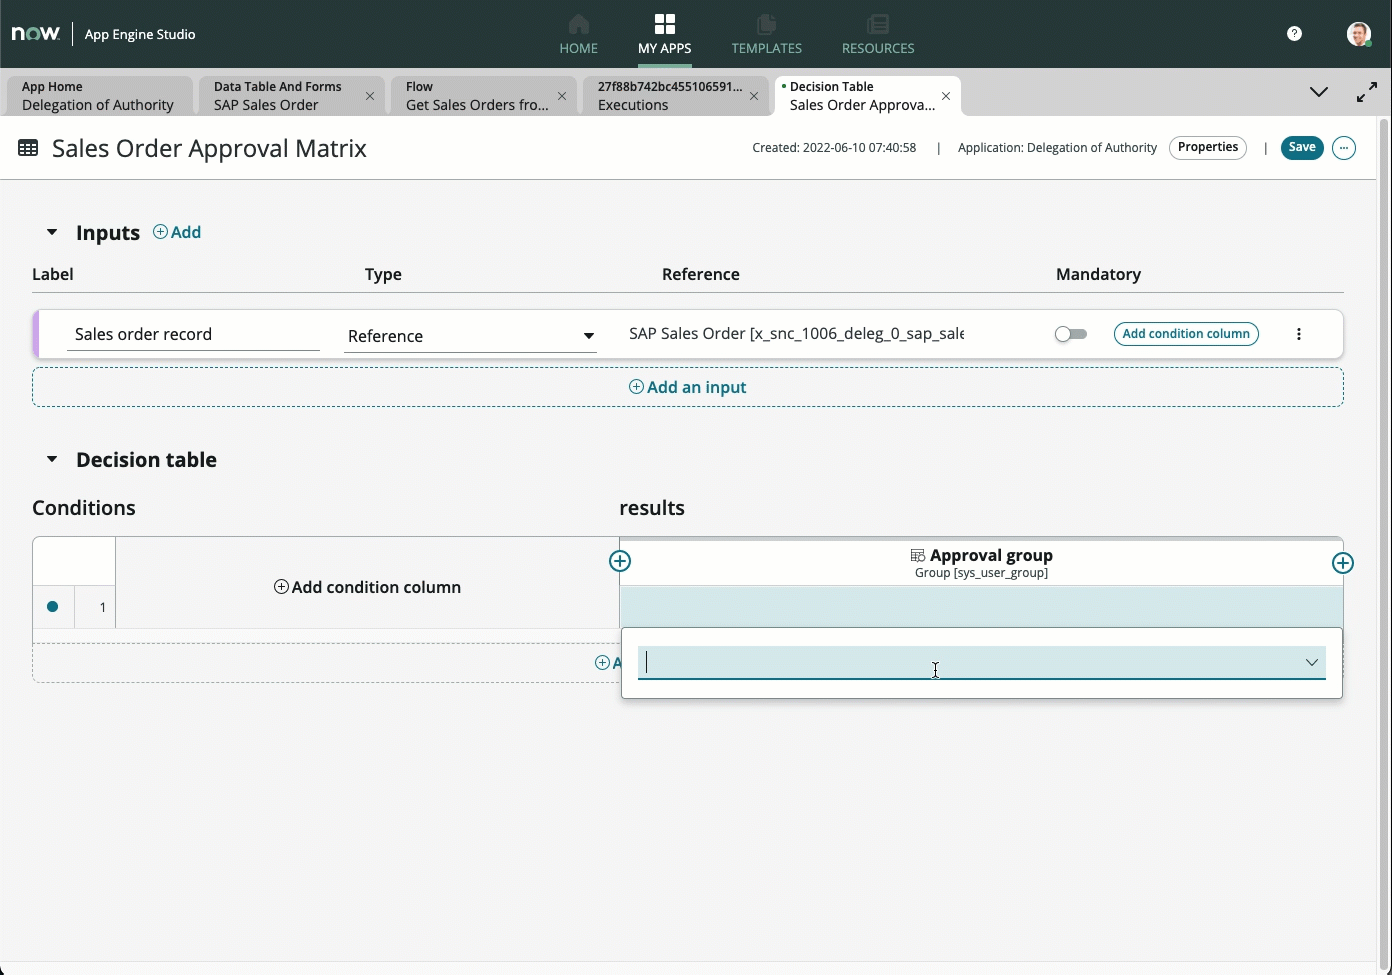 now. App Engine Studio
HOME
MY APPS
TEMPLATES
RESOURCES
?
App Home
Delegation of Authority
Data Table And Forms
SAP Sales Order
Flow
Get Sales Orders fro...
27f88b742bc455106591...
Executions
Decision Table
Sales Order Approva...
Sales Order Approval Matrix
Created: 2022-06-10 07:40:58 | Application: Delegation of Authority Properties | Save ...
Inputs Add
Label Type Reference Mandatory
Sales order record Reference SAP Sales Order [x_snc_1006_deleg_0_sap_sale Add condition column
Add an input
Decision table
Conditions results
Approval group
Group [sys_user_group]
Add condition column
1